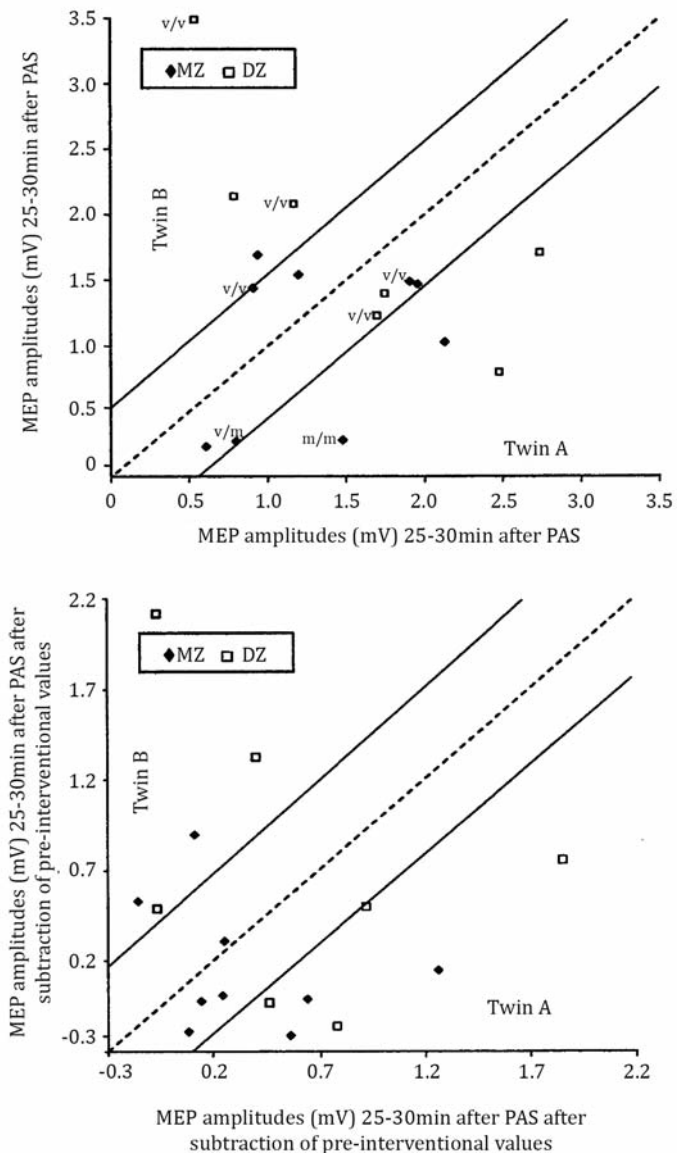 MEP amplitudes (mV) 25-30min after PAS
3.5
3.0
2.5
2.0
1.5
1.0
0.5
0
v/v
MZ DZ
Twin B
v/v
v/v
v/v
v/v
v/m
m/m
Twin A
0 0.5 1.0 1.5 2.0 2.5 3.0 3.5
MEP amplitudes (mV) 25-30min after PAS
MEP amplitudes (mV) 25-30min after PAS after
subtraction of pre-interventional values
2.2
1.7
1.2
0.7
0.2
-0.3
MZ DZ
Twin B
Twin A
-0.3 0.2 0.7 1.2 1.7 2.2
MEP amplitudes (mV) 25-30min after PAS after
subtraction of pre-interventional values